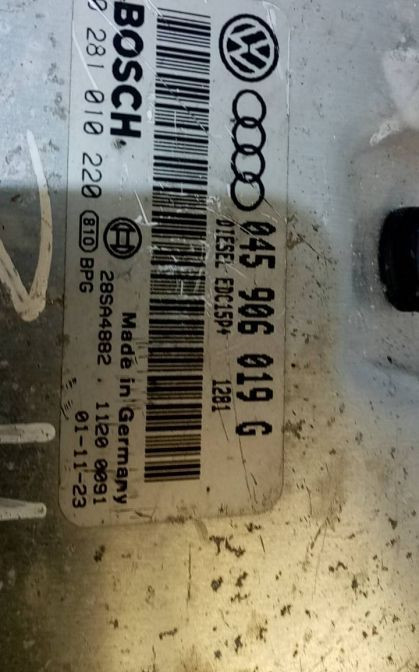 045 906 019 G
DIESEL EDC15P+ 1281
BOSCH
0 281 010 220
Made in Germany
810 BPG
28SA4882 . 1120 0091
01-11-23